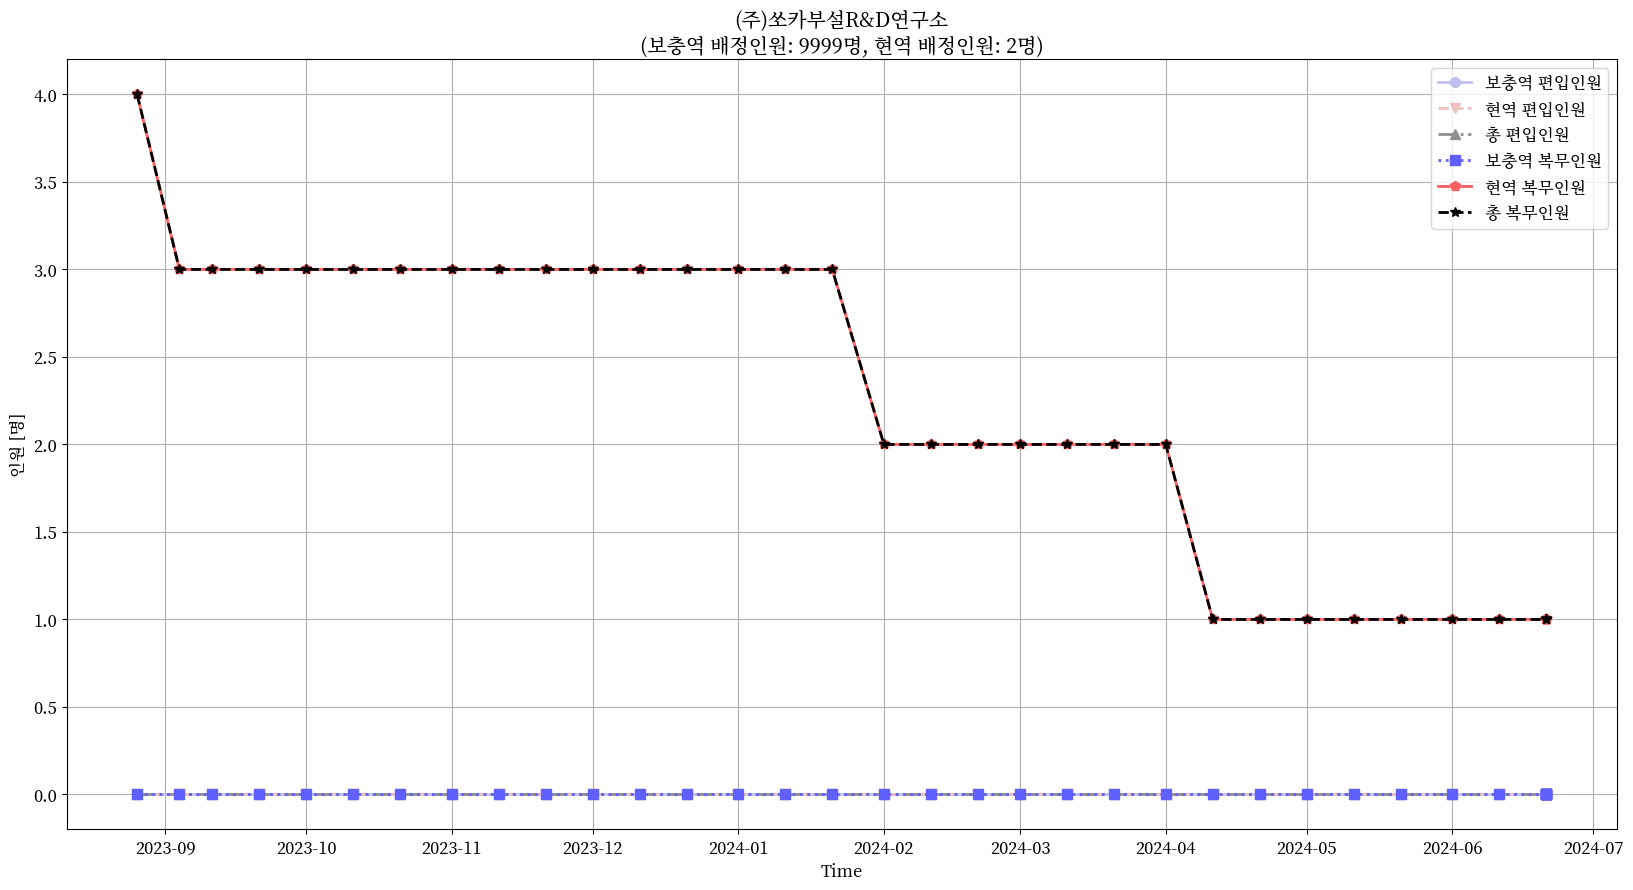 (주)쏘카부설R&D연구소
(보충역 배정인원: 9999명, 현역 배정인원: 2명)
보충역 편입인원
현역 편입인원
총 편입인원
보충역 복무인원
현역 복무인원
총 복무인원
인원 [명]
4.0
3.5
3.0
2.5
2.0
1.5
1.0
0.5
0.0
2023-09
2023-10
2023-11
2023-12
2024-01
2024-02
2024-03
2024-04
2024-05
2024-06
2024-07
Time